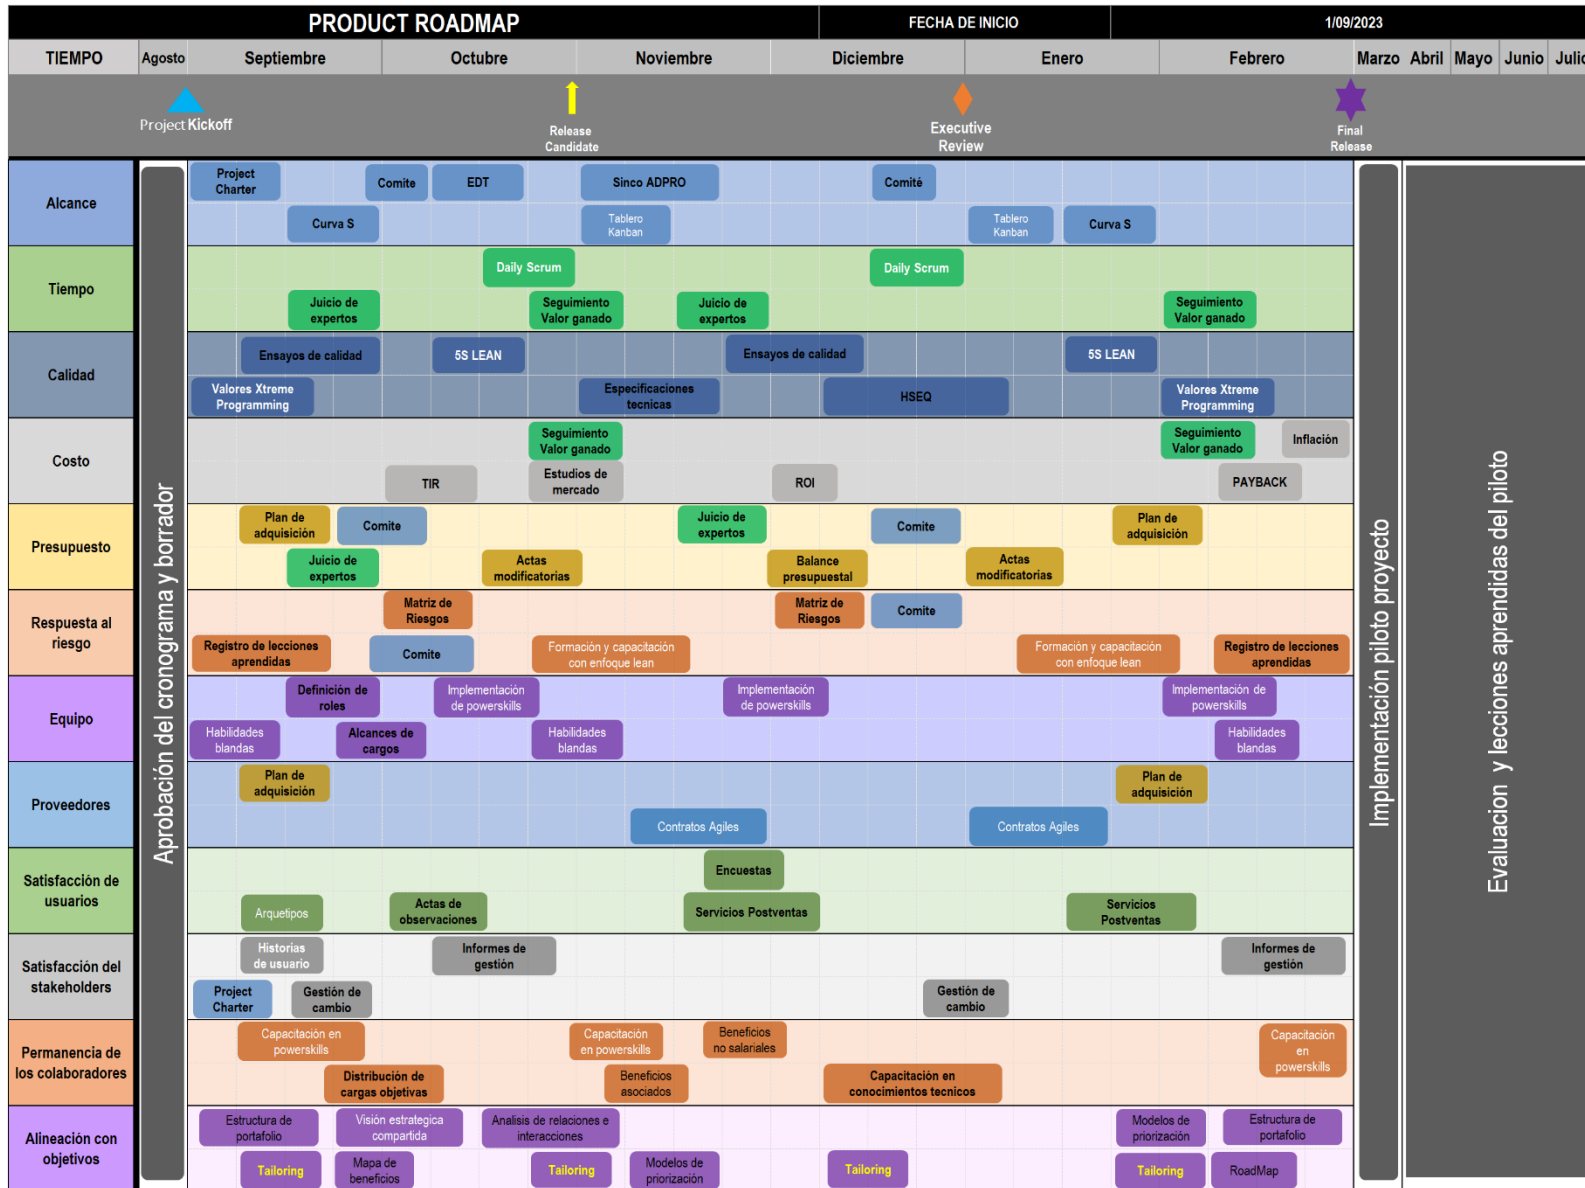 PRODUCT ROADMAP
FECHA DE INICIO
1/09/2023
TIEMPO
Agosto
Septiembre
Octubre
Noviembre
Diciembre
Enero
Febrero
Marzo
Abril
Mayo
Junio
Julio
Project Kickoff
Release
Candidate
Executive
Review
Final
Release
Aprobación del cronograma y borrador
Implementación piloto proyecto
Evaluacion y lecciones aprendidas del piloto
Alcance
Project
Charter
Comite
EDT
Sinco ADPRO
Comité
Curva S
Tablero
Kanban
Tablero
Kanban
Curva S
Tiempo
Daily Scrum
Daily Scrum
Juicio de
expertos
Seguimiento
Valor ganado
Juicio de
expertos
Seguimiento
Valor ganado
Calidad
Ensayos de calidad
5S LEAN
Ensayos de calidad
5S LEAN
Valores Xtreme
Programming
Especificaciones
tecnicas
HSEQ
Valores Xtreme
Programming
Costo
Seguimiento
Valor ganado
Seguimiento
Valor ganado
Inflación
TIR
Estudios de
mercado
ROI
PAYBACK
Presupuesto
Plan de
adquisición
Comite
Juicio de
expertos
Comite
Plan de
adquisición
Juicio de
expertos
Actas
modificatorias
Balance
presupuestal
Actas
modificatorias
Respuesta al
riesgo
Matriz de
Riesgos
Matriz de
Riesgos
Comite
Registro de lecciones
aprendidas
Comite
Formación y capacitación
con enfoque lean
Formación y capacitación
con enfoque lean
Registro de lecciones
aprendidas
Equipo
Definición de
roles
Implementación
de powerskills
Implementación
de powerskills
Implementación de
powerskills
Habilidades
blandas
Alcances de
cargos
Habilidades
blandas
Habilidades
blandas
Proveedores
Plan de
adquisición
Plan de
adquisición
Contratos Agiles
Contratos Agiles
Satisfacción de
usuarios
Encuestas
Arquetipos
Actas de
observaciones
Servicios Postventas
Servicios
Postventas
Satisfacción del
stakeholders
Historias
de usuario
Informes de
gestión
Informes de
gestión
Project
Charter
Gestión de
cambio
Gestión de
cambio
Permanencia de
los colaboradores
Capacitación en
powerskills
Capacitación
en powerskills
Beneficios
no salariales
Capacitación
en
powerskills
Distribución de
cargas objetivas
Beneficios
asociados
Capacitación en
conocimientos tecnicos
Alineación con
objetivos
Estructura de
portafolio
Visión estrategica
compartida
Analisis de relaciones e
interacciones
Modelos de
priorización
Estructura de
portafolio
Tailoring
Mapa de
beneficios
Tailoring
Modelos de
priorización
Tailoring
Tailoring
RoadMap